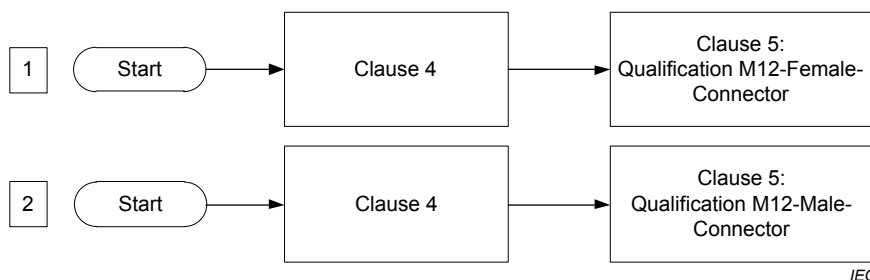 1
Start
Clause 4
Clause 5:
Qualification M12-Female-
Connector
2
Start
Clause 4
Clause 5:
Qualification M12-Male-
Connector
IEC